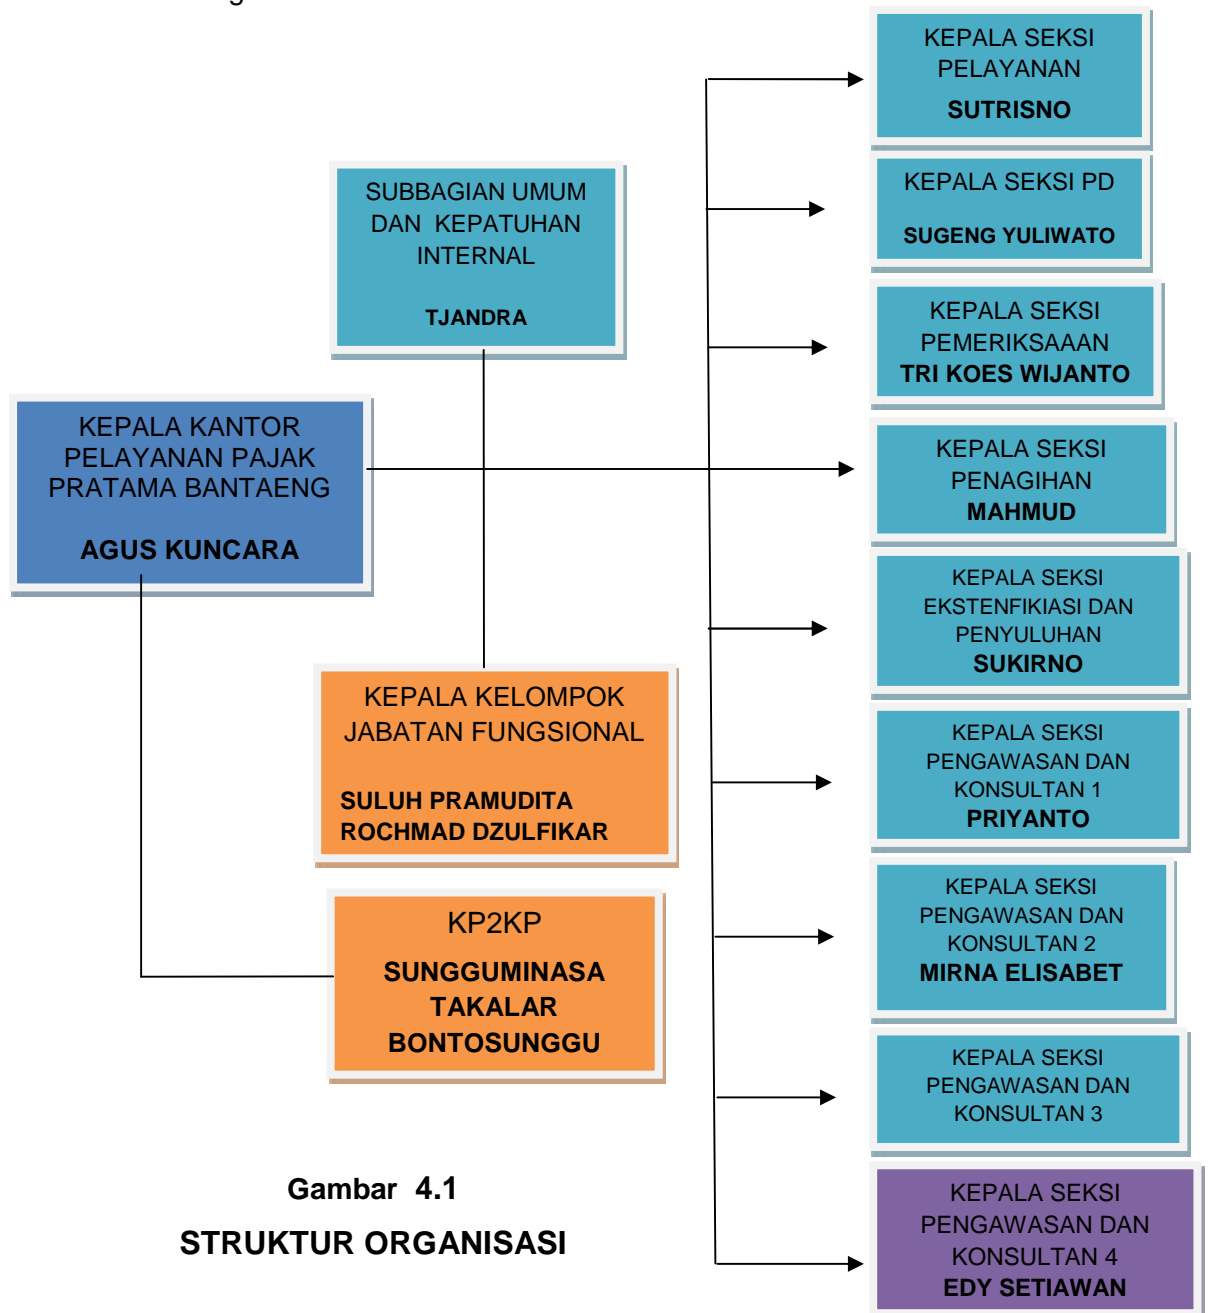 KEPALA SEKSI
PELAYANAN
SUTRISNO
SUBBAGIAN UMUM
DAN KEPATUHAN
INTERNAL
TJANDRA
KEPALA SEKSI PD
SUGENG YULIWATO
KEPALA SEKSI
PEMERIKSAAAN
TRI KOES WIJANTO
KEPALA KANTOR
PELAYANAN PAJAK
PRATAMA BANTAENG
AGUS KUNCARA
KEPALA SEKSI
PENAGIHAN
MAHMUD
KEPALA SEKSI
EKSTENFIKIASI DAN
PENYULUHAN
SUKIRNO
KEPALA KELOMPOK
JABATAN FUNGSIONAL
SULUH PRAMUDITA
ROCHMAD DZULFIKAR
KEPALA SEKSI
PENGAWASAN DAN
KONSULTAN 1
PRIYANTO
KP2KP
SUNGGUMINASA
TAKALAR
BONTOSUNGGU
KEPALA SEKSI
PENGAWASAN DAN
KONSULTAN 2
MIRNA ELISABET
KEPALA SEKSI
PENGAWASAN DAN
KONSULTAN 3
KEPALA SEKSI
PENGAWASAN DAN
KONSULTAN 4
EDY SETIAWAN
Gambar 4.1
STRUKTUR ORGANISASI